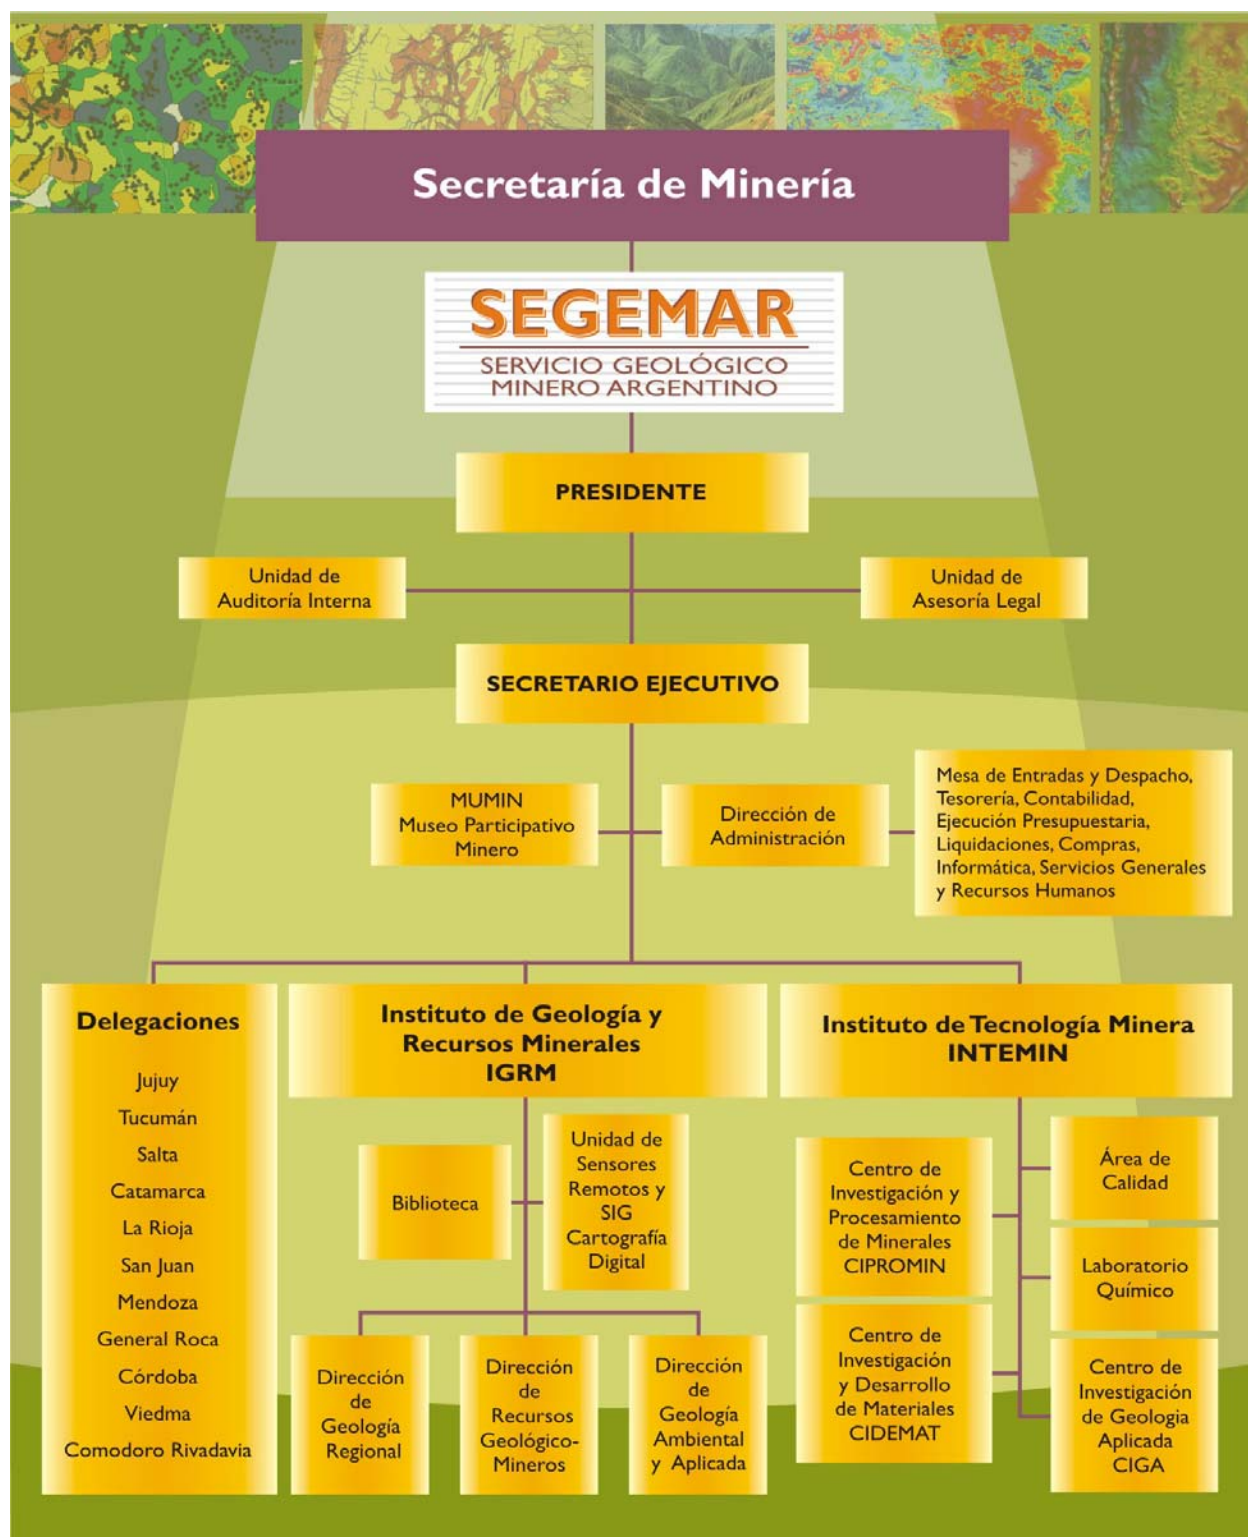 Secretaría de Minería
SEGEMAR
SERVICIO GEOLÓGICO
MINERO ARGENTINO
PRESIDENTE
Unidad de
Auditoría Interna
Unidad de
Asesoría Legal
SECRETARIO EJECUTIVO
MUMIN
Museo Participativo
Minero
Dirección de
Administración
Mesa de Entradas y Despacho,
Tesorería, Contabilidad,
Ejecución Presupuestaria,
Liquidaciones, Compras,
Informática, Servicios Generales
y Recursos Humanos
Delegaciones
Jujuy
Tucumán
Salta
Catamarca
La Rioja
San Juan
Mendoza
General Roca
Córdoba
Viedma
Comodoro Rivadavia
Instituto de Geología y
Recursos Minerales
IGRM
Biblioteca
Unidad de
Sensores
Remotos y
SIG
Cartografía
Digital
Dirección
de
Geología
Regional
Dirección
de
Recursos
Geológico-
Mineros
Dirección
de
Geología
Ambiental
y Aplicada
Instituto de Tecnología Minera
INTEMIN
Centro de
Investigación y
Procesamiento
de Minerales
CIPROMIN
Centro de
Investigación
y Desarrollo
de Materiales
CIDEMAT
Área de
Calidad
Laboratorio
Químico
Centro de
Investigación
de Geologia
Aplicada
CIGA